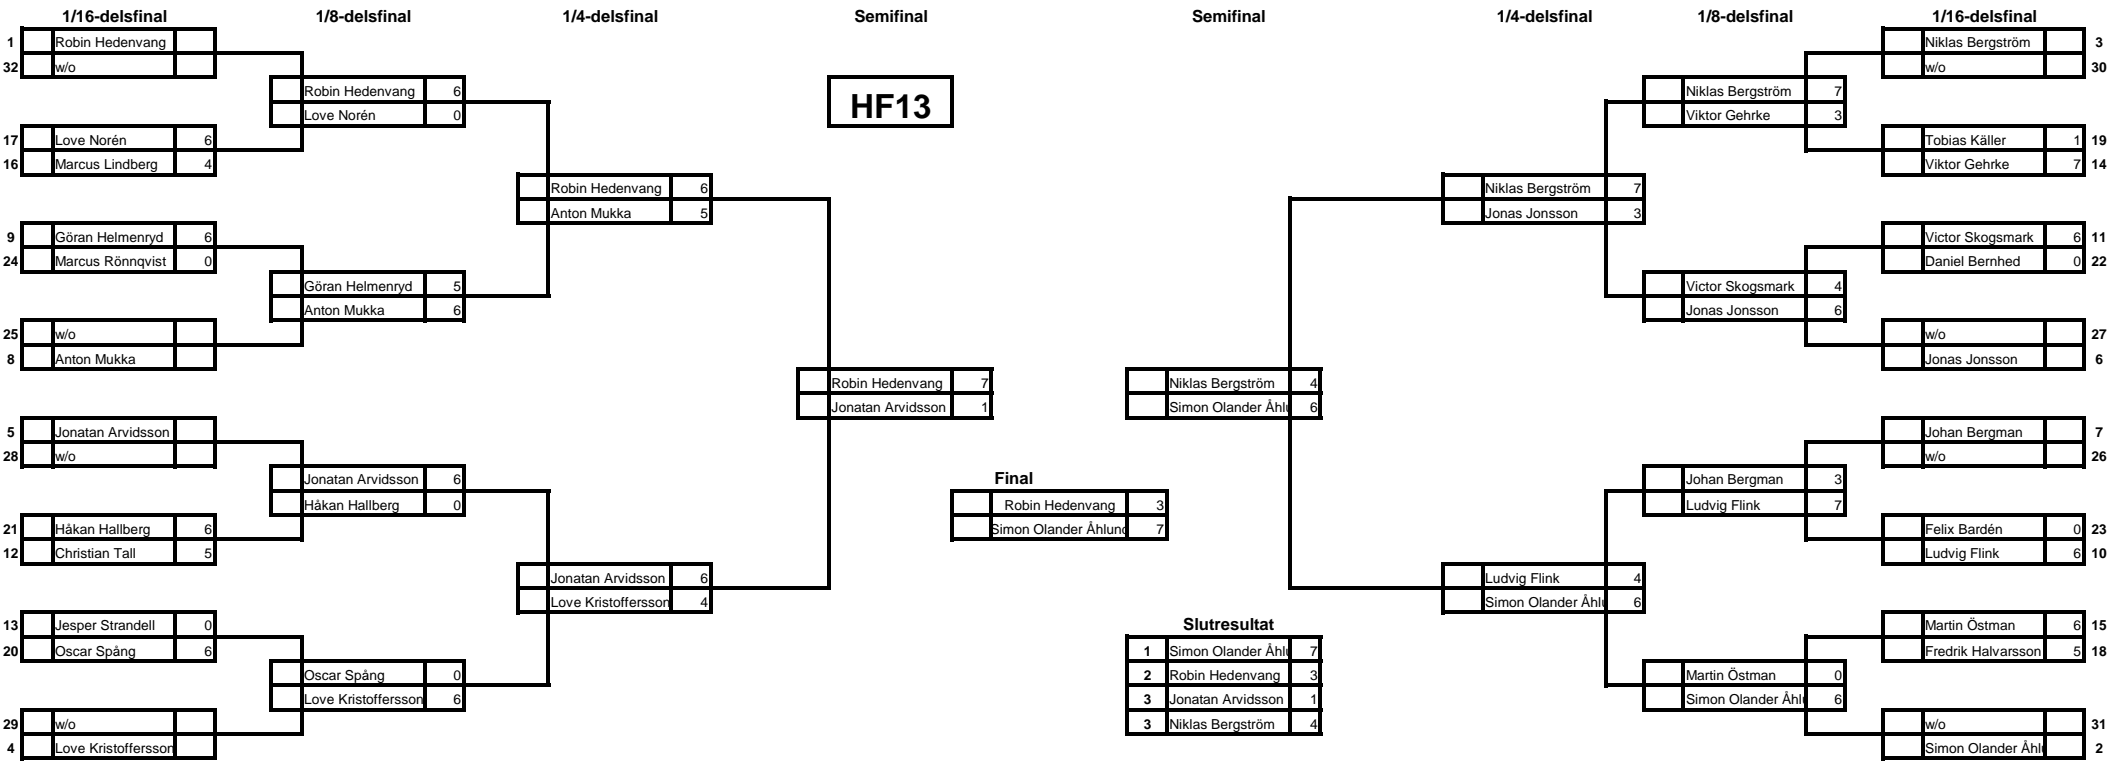 1/16-delsfinal 1/8-delsfinal 1/4-delsfinal Semifinal Semifinal 1/4-delsfinal 1/8-delsfinal 1/16-delsfinal
1 Robin Hedenvang Niklas Bergström 3
32 w/o w/o 30
Robin Hedenvang 6 HF13 Niklas Bergström 7
Love Norén 0 Viktor Gehrke 3
17 Love Norén 6 Tobias Käller 1 19
16 Marcus Lindberg 4 Viktor Gehrke 7 14
Robin Hedenvang 6 Niklas Bergström 7
Anton Mukka 5 Jonas Jonsson 3
9 Göran Helmenryd 6 Victor Skogsmark 6 11
24 Marcus Rönnqvist 0 Daniel Bernhed 0 22
Göran Helmenryd 5 Victor Skogsmark 4
Anton Mukka 6 Jonas Jonsson 6
25 w/o w/o 27
8 Anton Mukka Jonas Jonsson 6
Robin Hedenvang 7 Niklas Bergström 4
Jonatan Arvidsson 1 Simon Olander Åhlu 6
5 Jonatan Arvidsson Johan Bergman 7
28 w/o w/o 26
Jonatan Arvidsson 6 Final Johan Bergman 3
Håkan Hallberg 0 Robin Hedenvang 3 Ludvig Flink 7
21 Håkan Hallberg 6 Simon Olander Åhlund 7 Felix Bardén 0 23
12 Christian Tall 5 Ludvig Flink 6 10
Jonatan Arvidsson 6 Ludvig Flink 4
Love Kristoffersson 4 Simon Olander Åhlu 6
13 Jesper Strandell 0 Slutresultat Martin Östman 6 15
20 Oscar Spång 6 1 Simon Olander Åhlu 7 Fredrik Halvarsson 5 18
Oscar Spång 0 2 Robin Hedenvang 3 Martin Östman 0
Love Kristoffersson 6 3 Jonatan Arvidsson 1 Simon Olander Åhlu 6
29 w/o 3 Niklas Bergström 4 w/o 31
4 Love Kristoffersson Simon Olander Åhlu 2